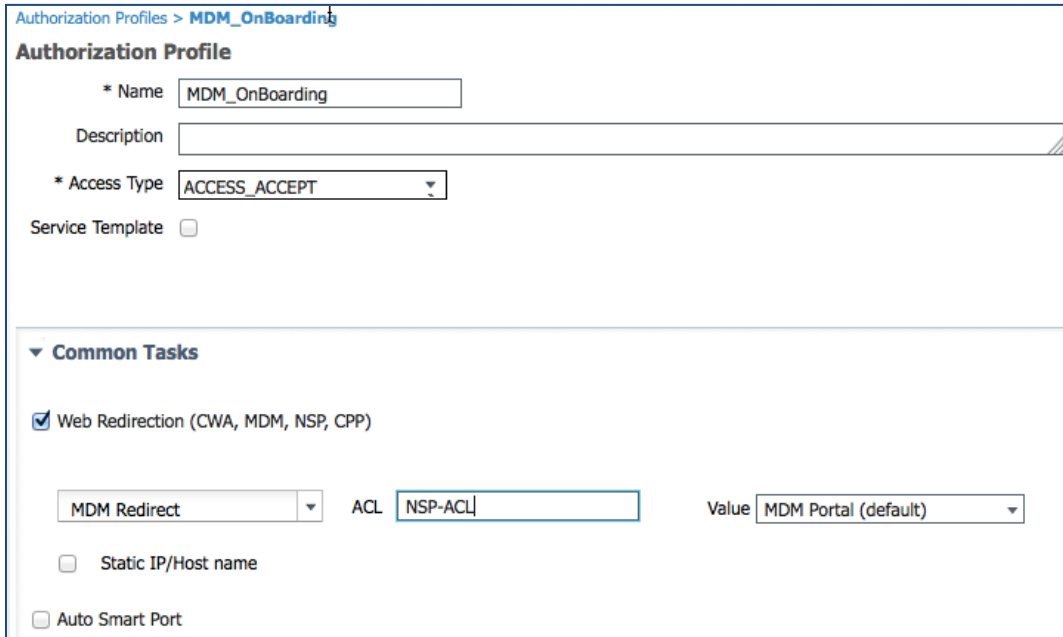 Authorization Profiles > MDM_OnBoarding
Authorization Profile
* Name MDM_OnBoarding
Description
* Access Type ACCESS_ACCEPT
Service Template
Common Tasks
Web Redirection (CWA, MDM, NSP, CPP)
MDM Redirect ACL NSP-ACL Value MDM Portal (default)
Static IP/Host name
Auto Smart Port